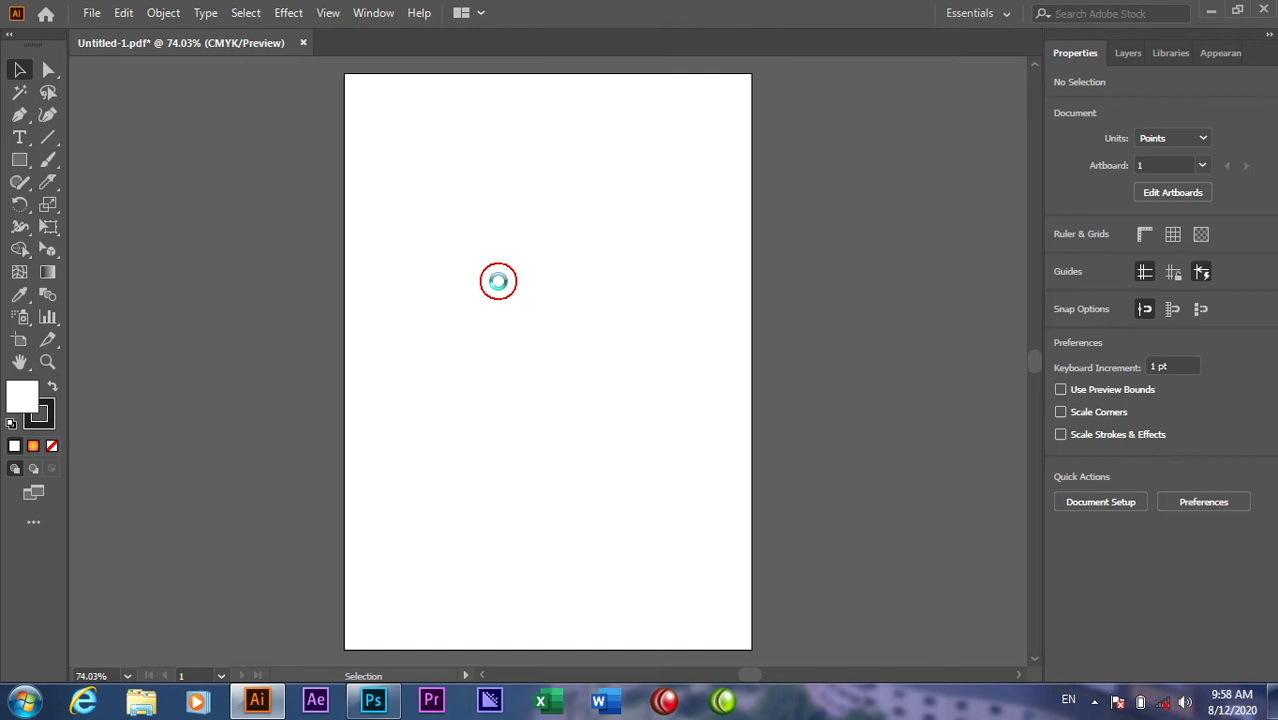 Ai File Edit Object Type Select Effect View Window Help Essentials Search Adobe Stock
Untitled-1.pdf* @ 74.03% (CMYK/Preview)
Properties Layers Libraries Appearan
No Selection
Document
Units: Points
Artboard: 1
Edit Artboards
Ruler & Grids
Guides
Snap Options
Preferences
Keyboard Increment: 1 pt
Use Preview Bounds
Scale Corners
Scale Strokes & Effects
Quick Actions
Document Setup Preferences
T
74.03% 1 Selection
Ai Ae Ps Pr X W EN 9:58 AM
8/12/2020